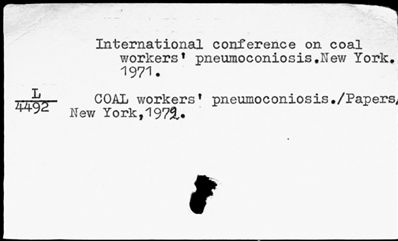 International conference on coal
workers' pneumoconiosis.New York.
1971.
L
4492
COAL workers' pneumoconiosis./Papers/
New York,1972.